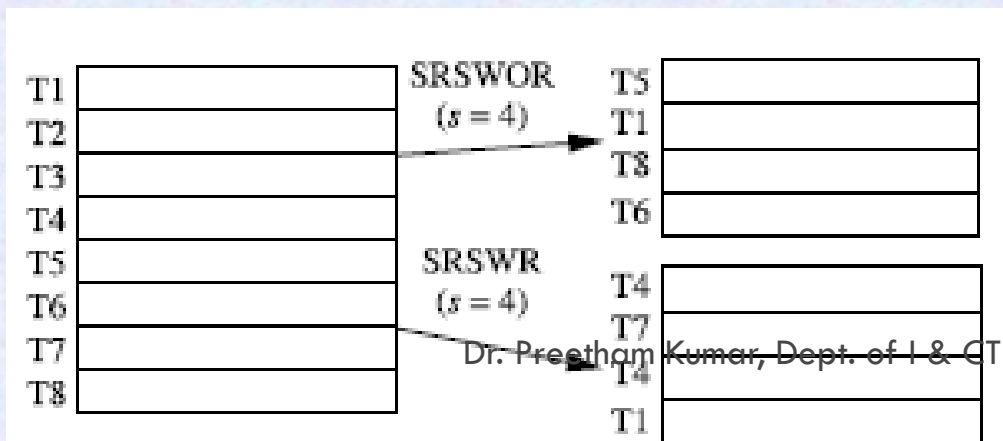 T1
T2
T3
T4
T5
T6
T7
T8
SRSWOR
(s = 4)
SRSWR
(s = 4)
T5
T1
T8
T6
T4
T7
T4
T1
Dr. Preetham Kumar, Dept. of I & CT